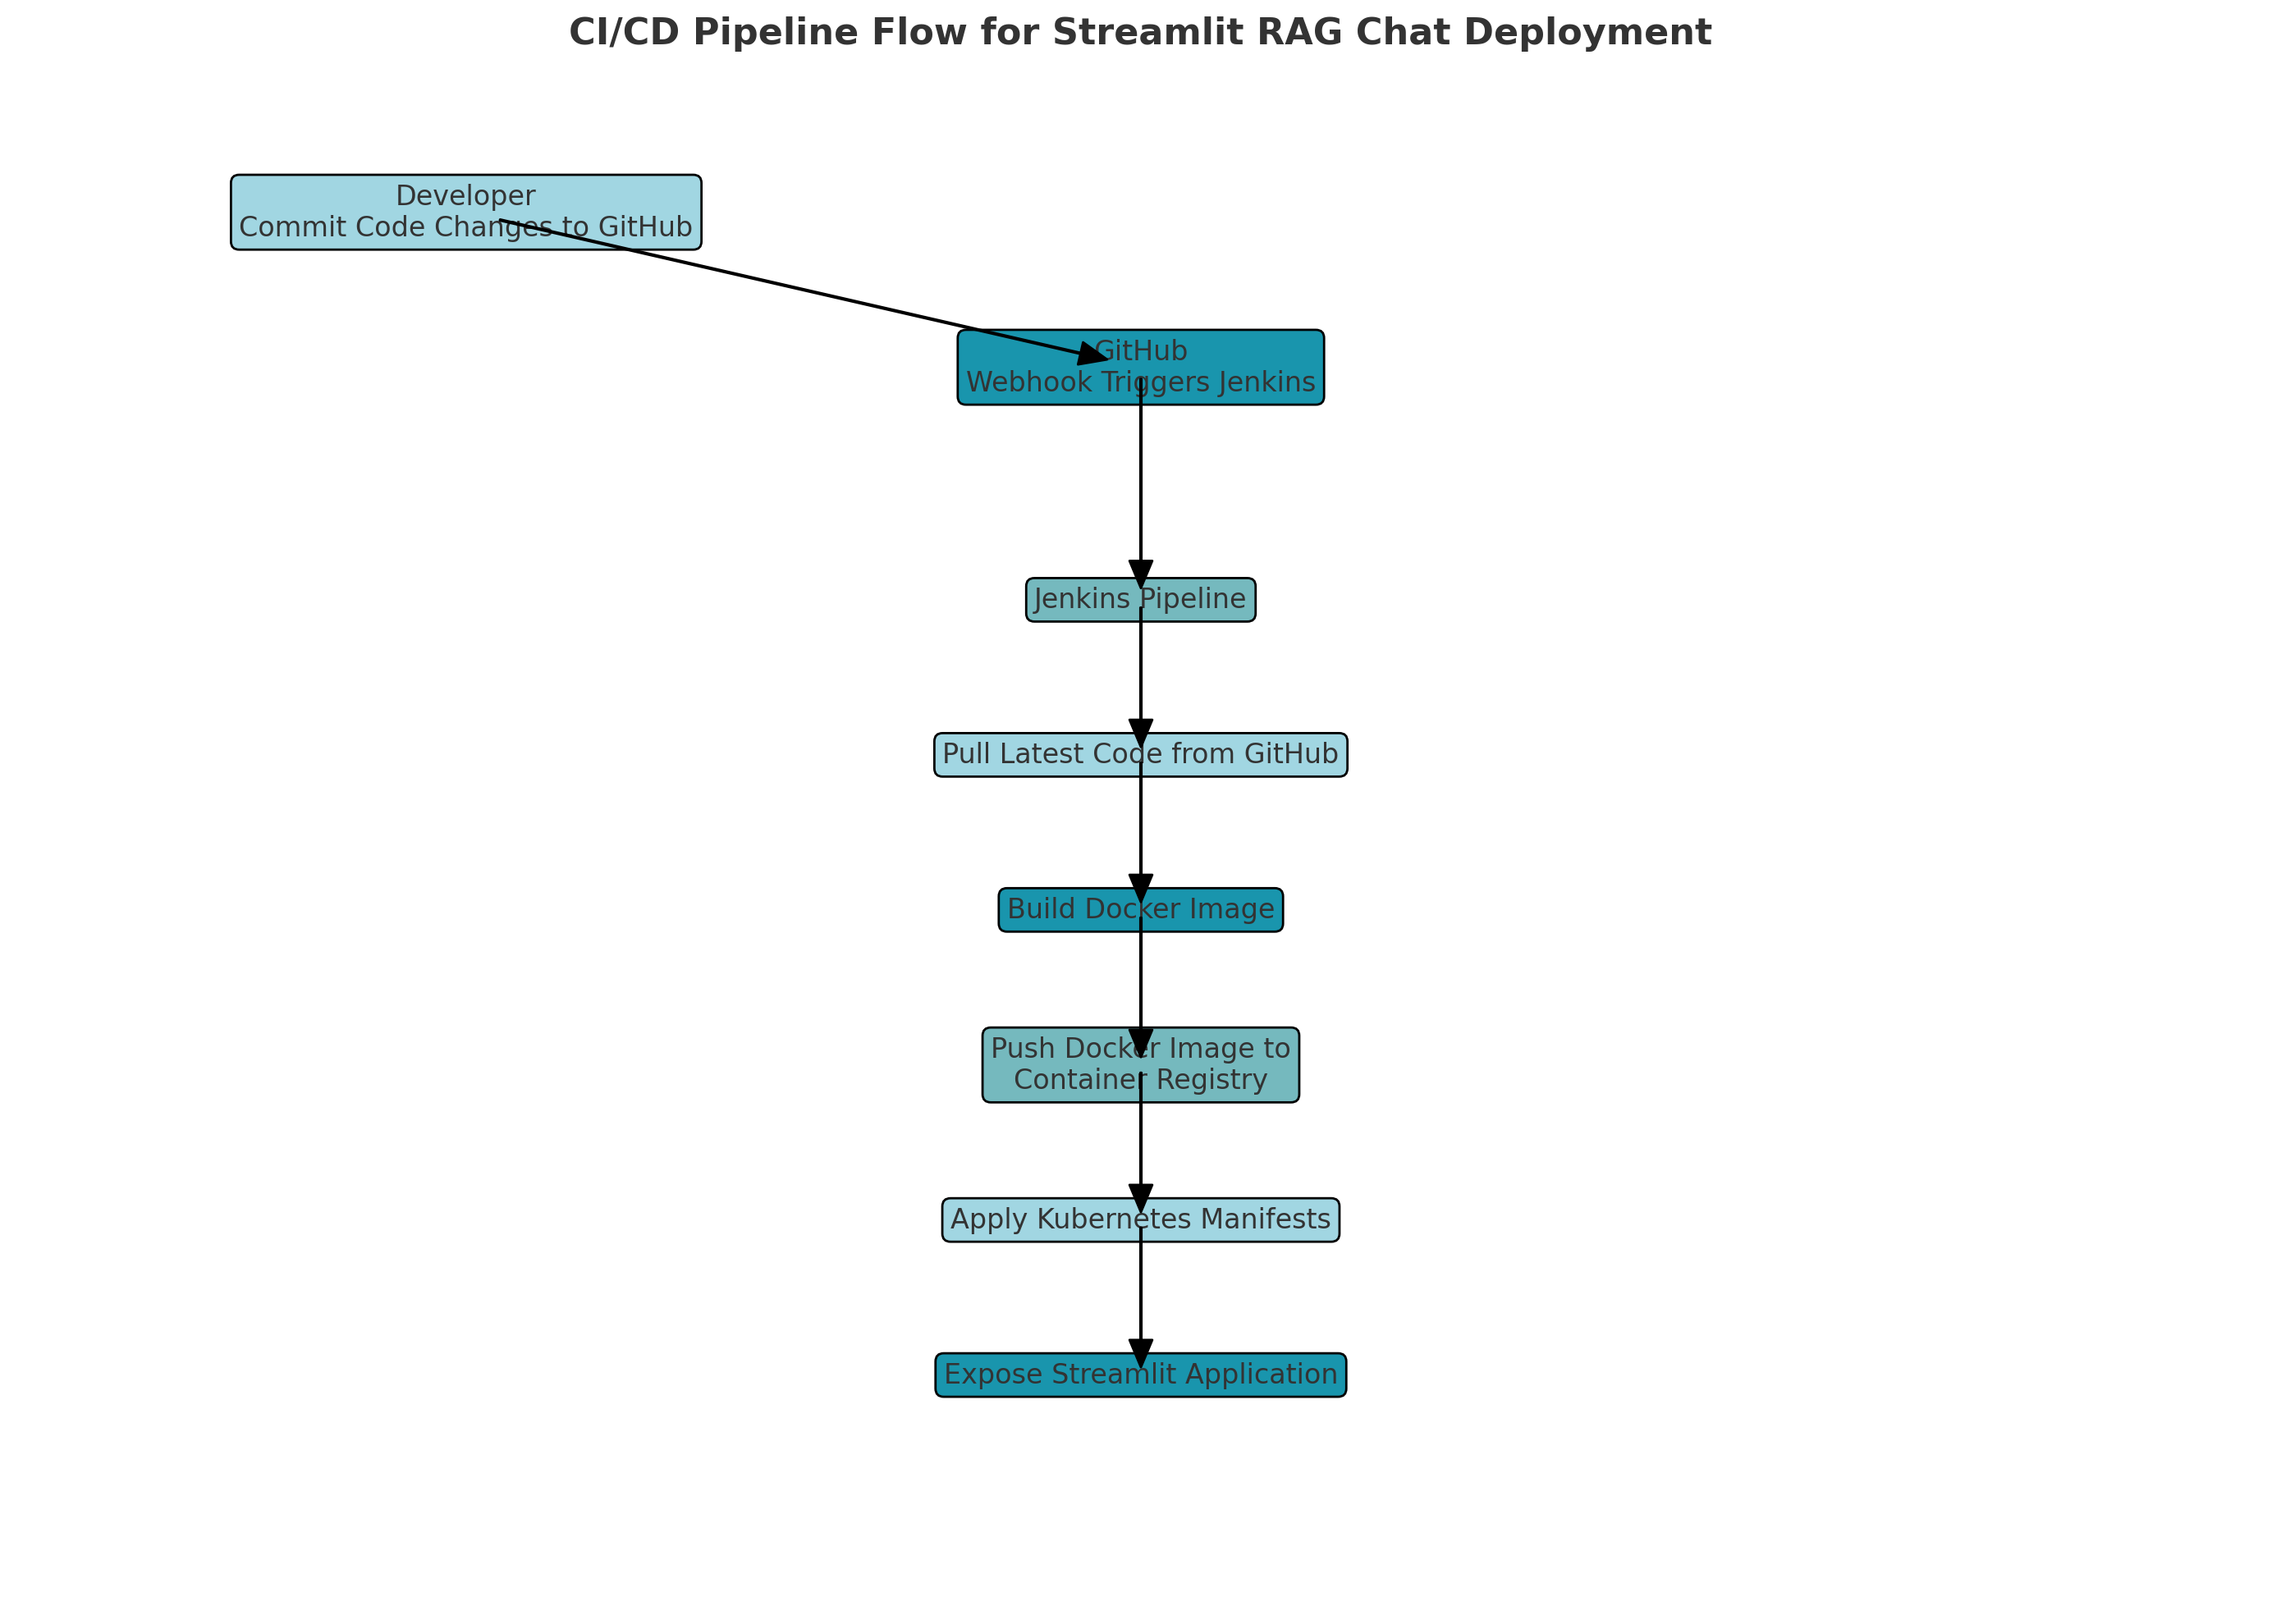 CI/CD Pipeline Flow for Streamlit RAG Chat Deployment
Developer
Commit Code Changes to GitHub
GitHub
Webhook Triggers Jenkins
Jenkins Pipeline
Pull Latest Code from GitHub
Build Docker Image
Push Docker Image to
Container Registry
Apply Kubernetes Manifests
Expose Streamlit Application